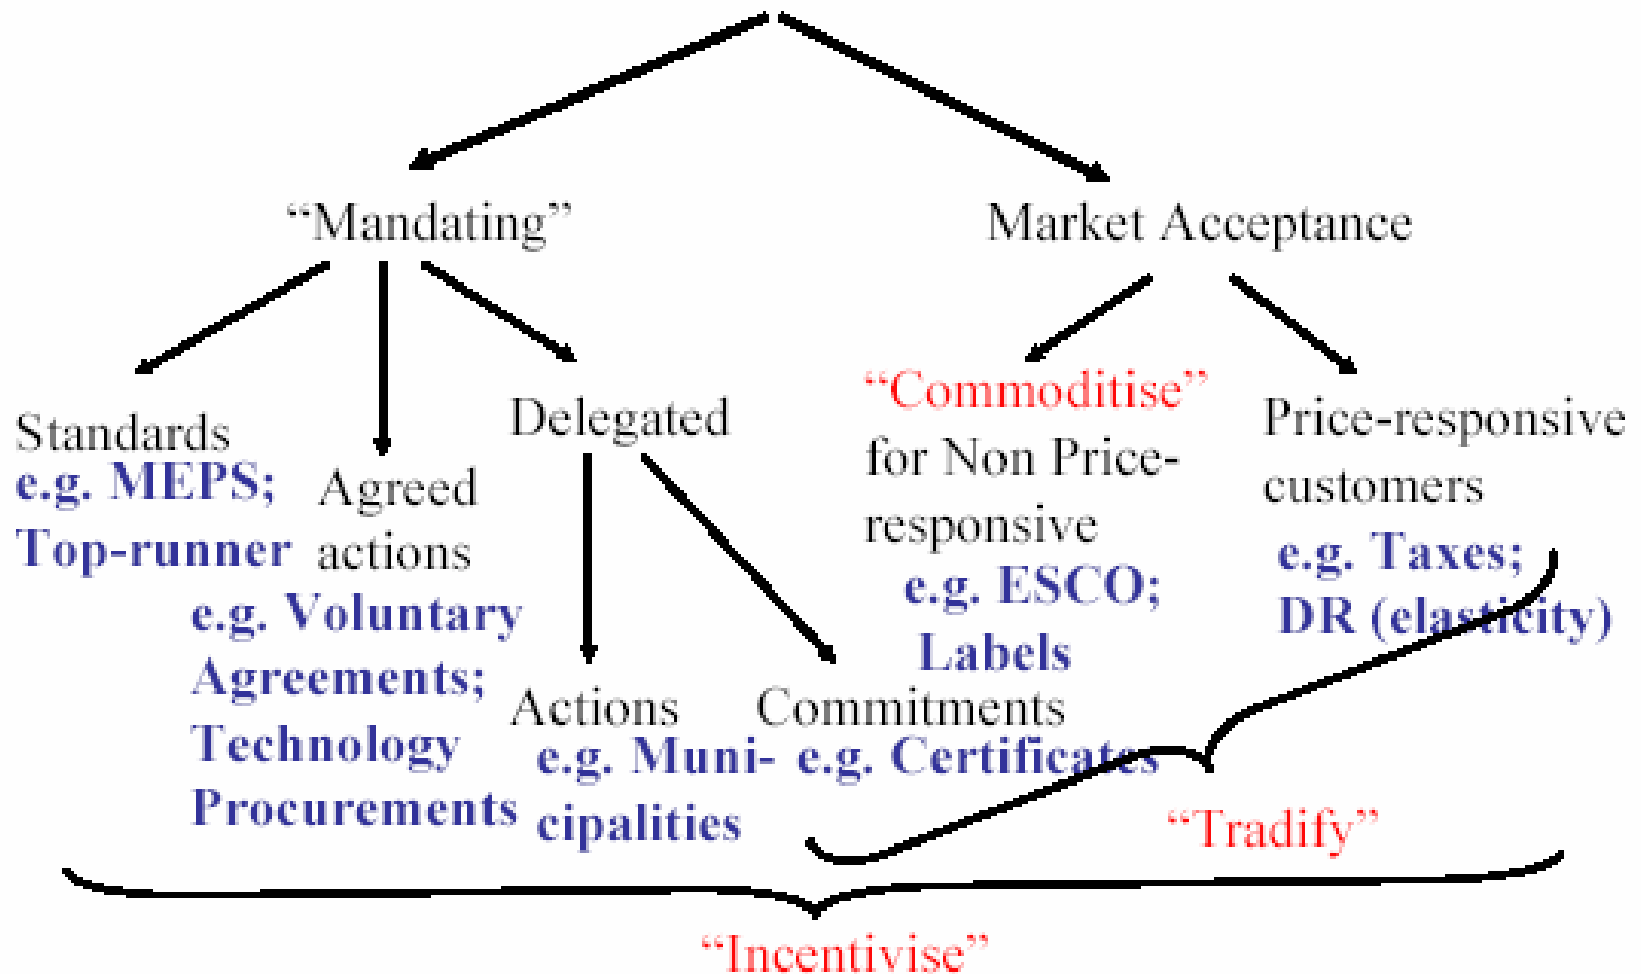 “Mandating”
Market Acceptance
Standards
e.g. MEPS;
Top-runner
Agreed
actions
e.g. Voluntary
Agreements;
Technology
Procurements
Delegated
Actions
e.g. Muni-
cipalities
Commitments
e.g. Certificates
“Commoditise”
for Non Price-
responsive
e.g. ESCO;
Labels
Price-responsive
customers
e.g. Taxes;
DR (elasticity)
“Tradify”
“Incentivise”